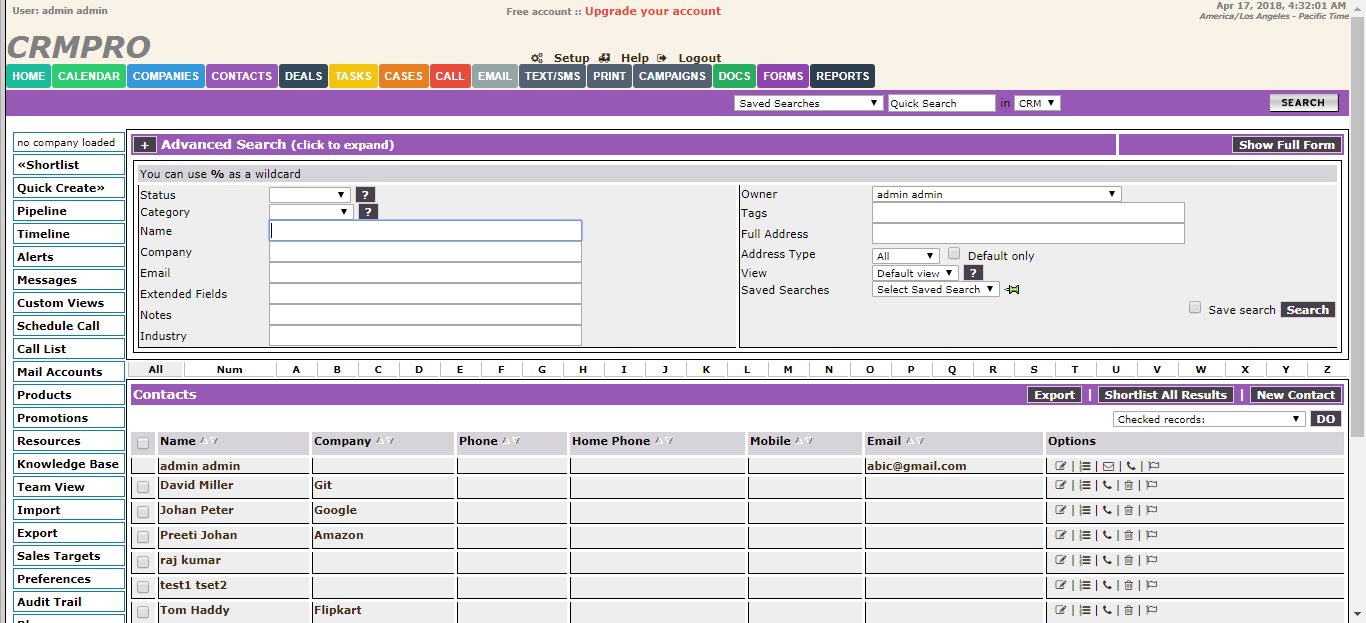 User: admin admin
Free account :: Upgrade your account
Apr 17, 2018, 4:32:01 AM
America/Los Angeles - Pacific Time
CRMPRO
Setup Help Logout
HOME CALENDAR COMPANIES CONTACTS DEALS TASKS CASES CALL EMAIL TEXT/SMS PRINT CAMPAIGNS DOCS FORMS REPORTS
Saved Searches Quick Search in CRM SEARCH
no company loaded
«Shortlist
Quick Create»
Pipeline
Timeline
Alerts
Messages
Custom Views
Schedule Call
Call List
Mail Accounts
Products
Promotions
Resources
Knowledge Base
Team View
Import
Export
Sales Targets
Preferences
Audit Trail
+ Advanced Search (click to expand) Show Full Form
You can use % as a wildcard
Status ?
Category ?
Name
Company
Email
Extended Fields
Notes
Industry
Owner admin admin
Tags
Full Address
Address Type All Default only
View Default view ?
Saved Searches Select Saved Search
Save search Search
All Num A B C D E F G H I J K L M N O P Q R S T U V W X Y Z
Contacts Export | Shortlist All Results | New Contact
Checked records: DO
Name Company Phone Home Phone Mobile Email Options
admin admin abic@gmail.com | | | |
David Miller Git | | | |
Johan Peter Google | | | |
Preeti Johan Amazon | | | |
raj kumar | | | |
test1 tset2 | | | |
Tom Haddy Flipkart | | | |